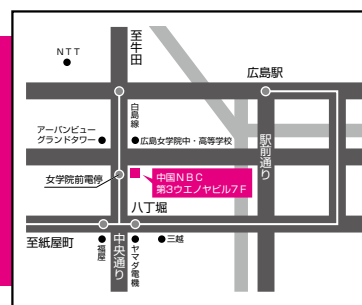 至牛田
NTT
広島駅
白島線
アーバンビュー
グランドタワー
広島女学院中・高等学校
駅前通り
女学院前電停
中国NBC
第3ウエノヤビル7F
八丁堀
至紙屋町
福屋
中央通り
ヤマダ電機
三越